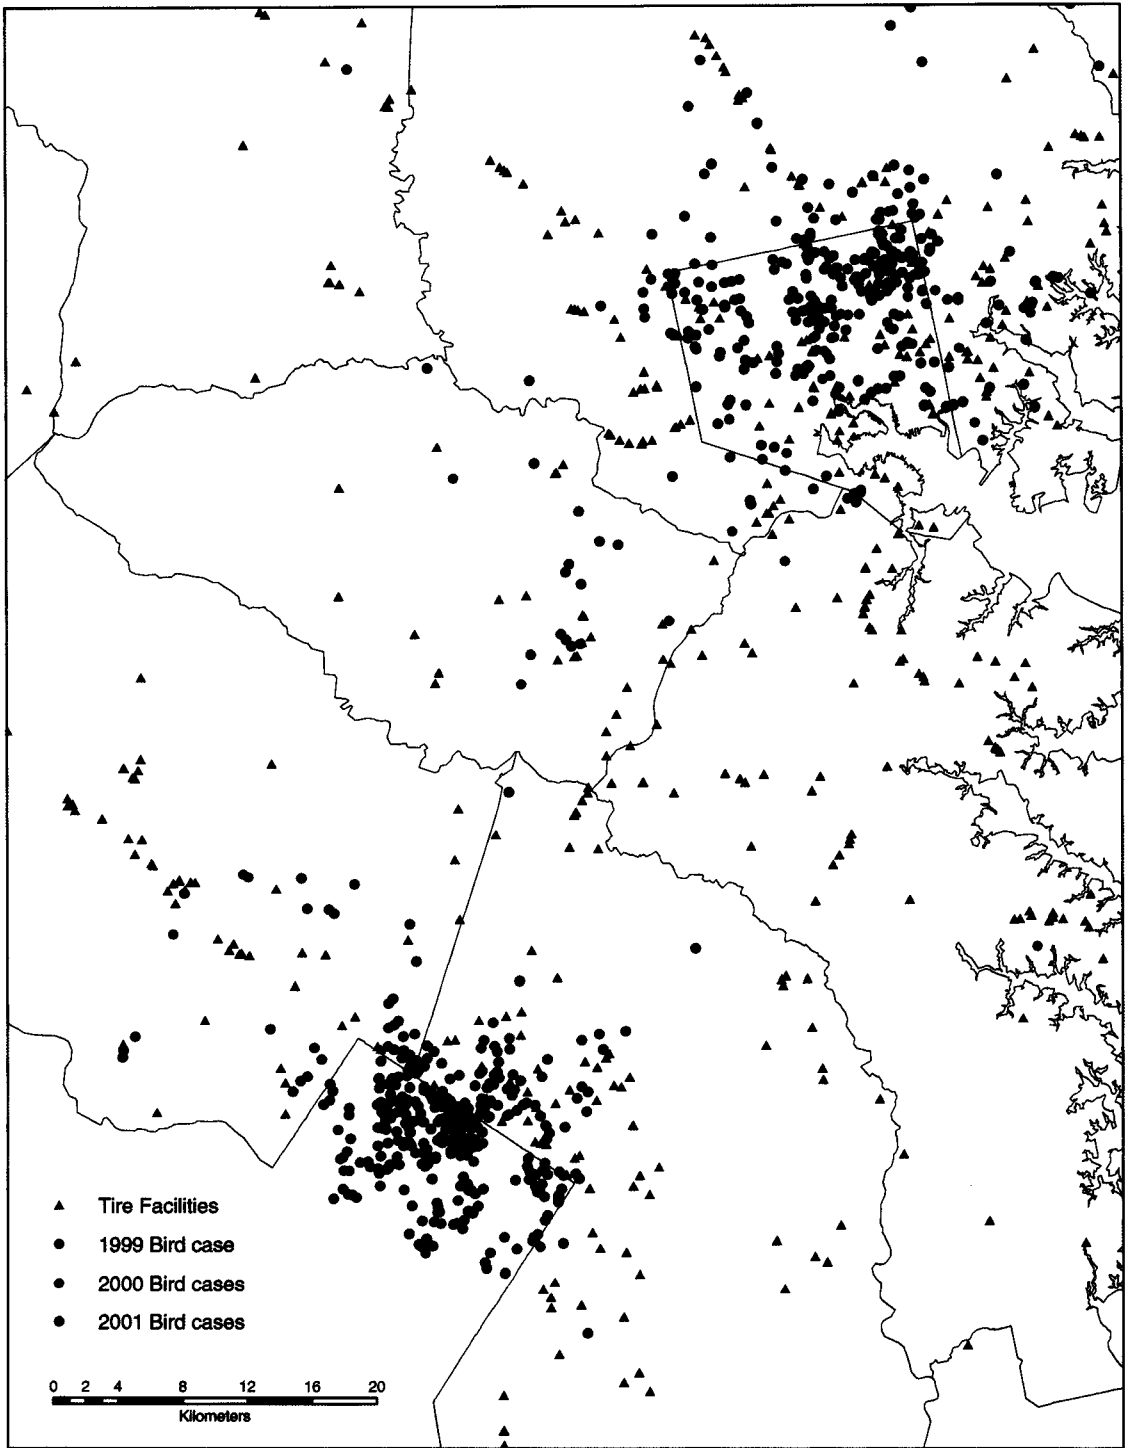 Tire Facilities
1999 Bird case
2000 Bird cases
2001 Bird cases
0 2 4 8 12 16 20
Kilometers